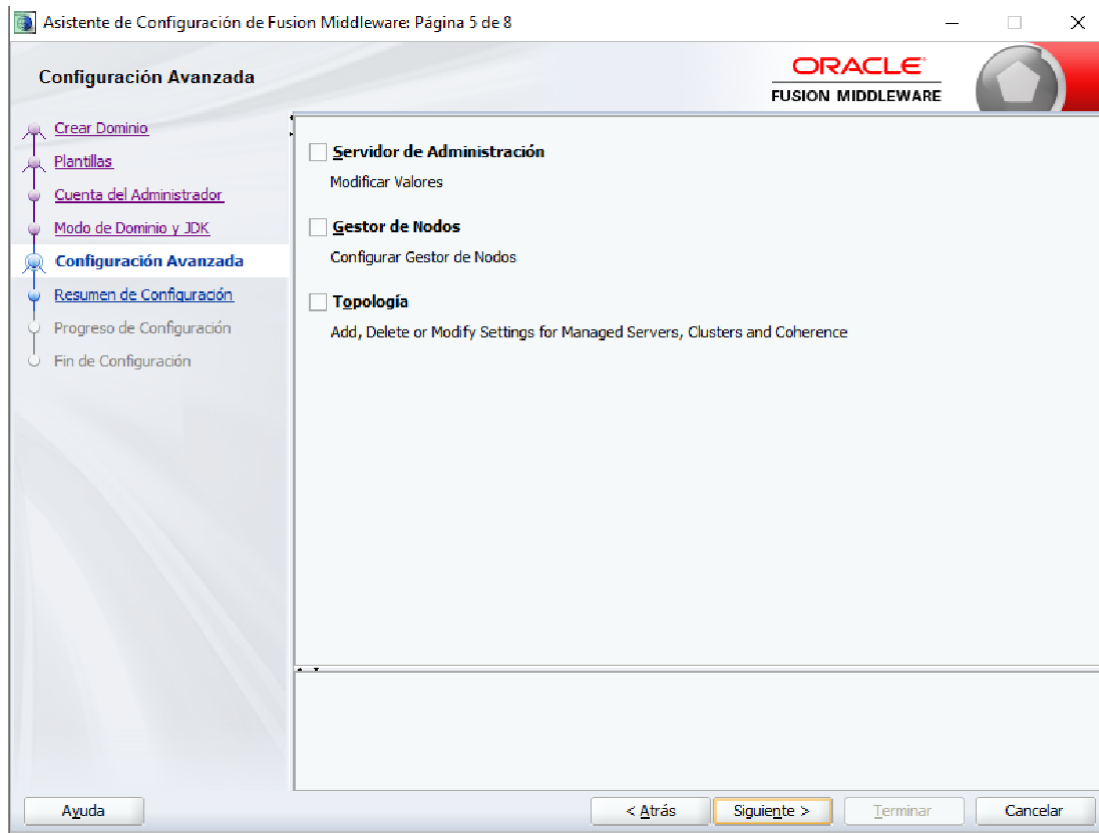 Asistente de Configuración de Fusion Middleware: Página 5 de 8
Configuración Avanzada
ORACLE
FUSION MIDDLEWARE
Crear Dominio
Plantillas
Cuenta del Administrador
Modo de Dominio y JDK
Configuración Avanzada
Resumen de Configuración
Progreso de Configuración
Fin de Configuración
Servidor de Administración
Modificar Valores
Gestor de Nodos
Configurar Gestor de Nodos
Topología
Add, Delete or Modify Settings for Managed Servers, Clusters and Coherence
Ayuda
< Atrás
Siguiente >
Terminar
Cancelar